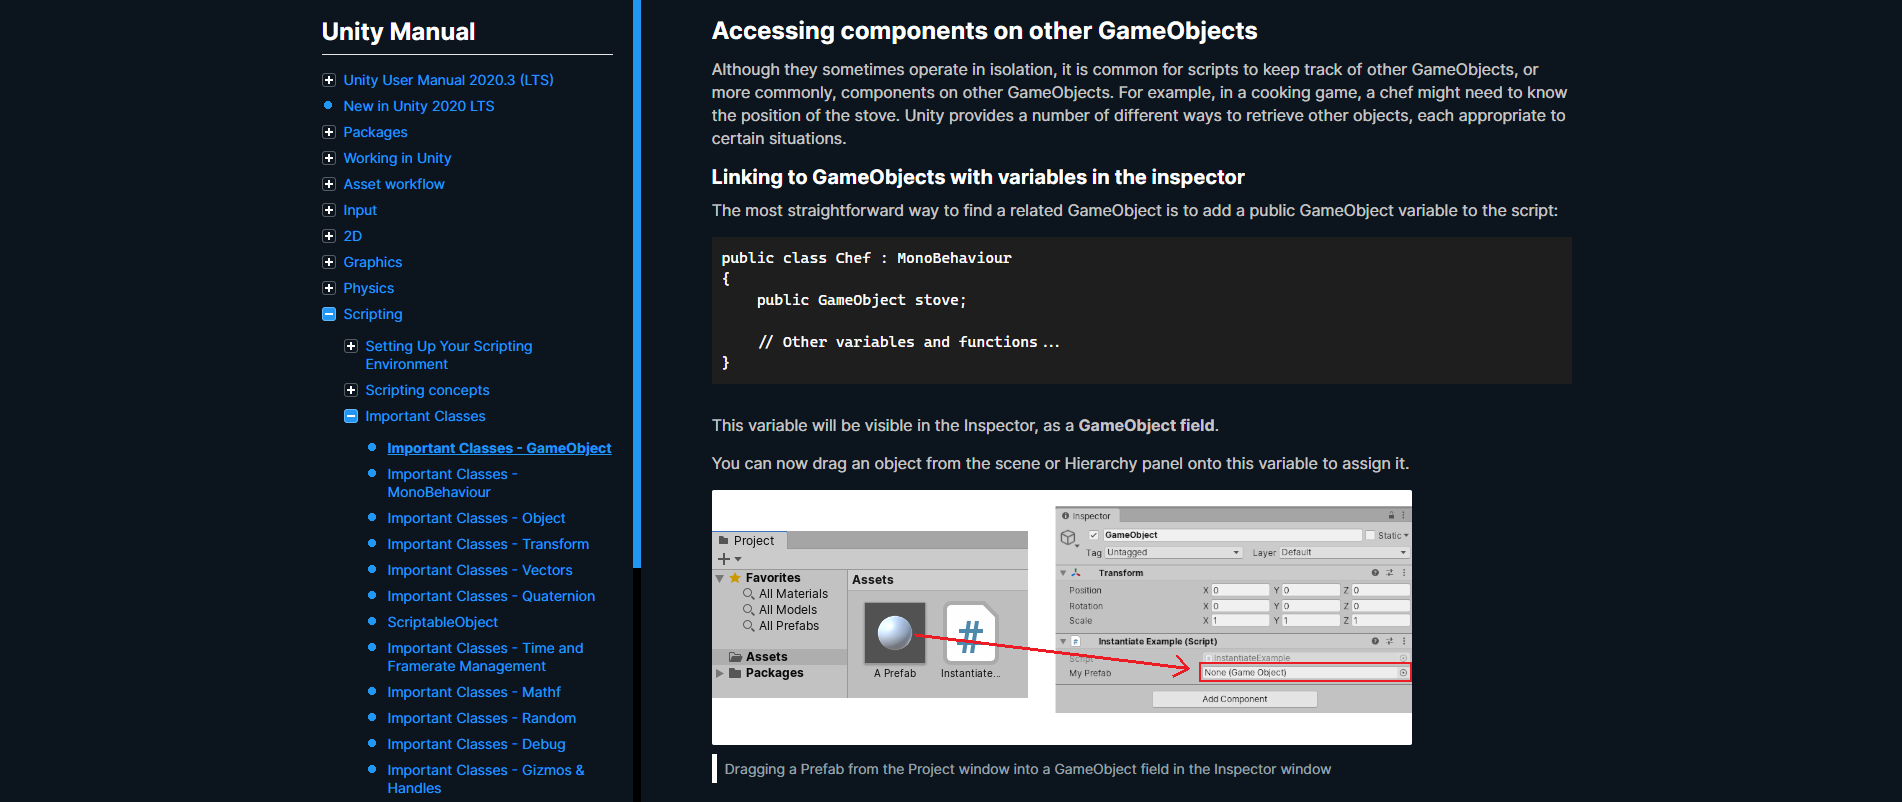 Unity Manual
Unity User Manual 2020.3 (LTS)
New in Unity 2020 LTS
Packages
Working in Unity
Asset workflow
Input
2D
Graphics
Physics
Scripting
Setting Up Your Scripting
Environment
Scripting concepts
Important Classes
Important Classes - GameObject
Important Classes -
MonoBehaviour
Important Classes - Object
Important Classes - Transform
Important Classes - Vectors
Important Classes - Quaternion
ScriptableObject
Important Classes - Time and
Framerate Management
Important Classes - Mathf
Important Classes - Random
Important Classes - Debug
Important Classes - Gizmos &
Handles
Accessing components on other GameObjects
Although they sometimes operate in isolation, it is common for scripts to keep track of other GameObjects, or
more commonly, components on other GameObjects. For example, in a cooking game, a chef might need to know
the position of the stove. Unity provides a number of different ways to retrieve other objects, each appropriate to
certain situations.
Linking to GameObjects with variables in the inspector
The most straightforward way to find a related GameObject is to add a public GameObject variable to the script:
public class Chef : MonoBehaviour
{
public GameObject stove;
// Other variables and functions...
}
This variable will be visible in the Inspector, as a GameObject field.
You can now drag an object from the scene or Hierarchy panel onto this variable to assign it.
Project
Favorites
All Materials
All Models
All Prefabs
Assets
Packages
Assets
A Prefab
Instantiate...
#
Inspector
GameObject
Static
Tag Untagged Layer Default
Transform
Position X 0 Y 0 Z 0
Rotation X 0 Y 0 Z 0
Scale X 1 Y 1 Z 1
# Instantiate Example (Script)
Script InstantiateExample
My Prefab None (Game Object)
Add Component
Dragging a Prefab from the Project window into a GameObject field in the Inspector window